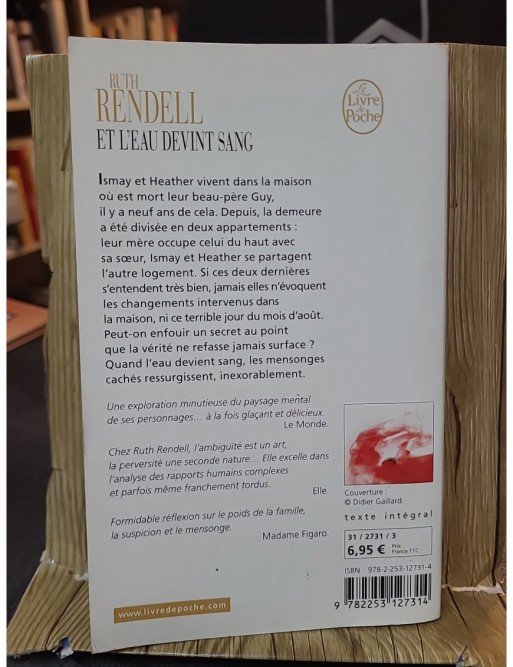 RUTH
RENDELL
ET L'EAU DEVINT SANG
Le
Livre
de
Poche
Ismay et Heather vivent dans la maison
où est mort leur beau-père Guy,
il y a neuf ans de cela. Depuis, la demeure
a été divisée en deux appartements :
leur mère occupe celui du haut avec
sa sœur, Ismay et Heather se partagent
l'autre logement. Si ces deux dernières
s'entendent très bien, jamais elles n'évoquent
les changements intervenus dans
la maison, ni ce terrible jour du mois d'août.
Peut-on enfouir un secret au point
que la vérité ne refasse jamais surface ?
Quand l'eau devient sang, les mensonges
cachés ressurgissent, inexorablement.
Une exploration minutieuse du paysage mental
de ses personnages… à la fois glaçant et délicieux.
Le Monde.
Chez Ruth Rendell, l'ambiguïté est un art,
la perversité une seconde nature… Elle excelle dans
l'analyse des rapports humains complexes
et parfois même franchement tordus.
Elle.
Formidable réflexion sur le poids de la famille,
la suspicion et le mensonge.
Madame Figaro.
Couverture :
© Didier Gaillard.
texte intégral
31 / 2731 / 3
6,95 € Prix
France TTC
ISBN 978-2-253-12731-4
9 782253 127314
www.livredepoche.com